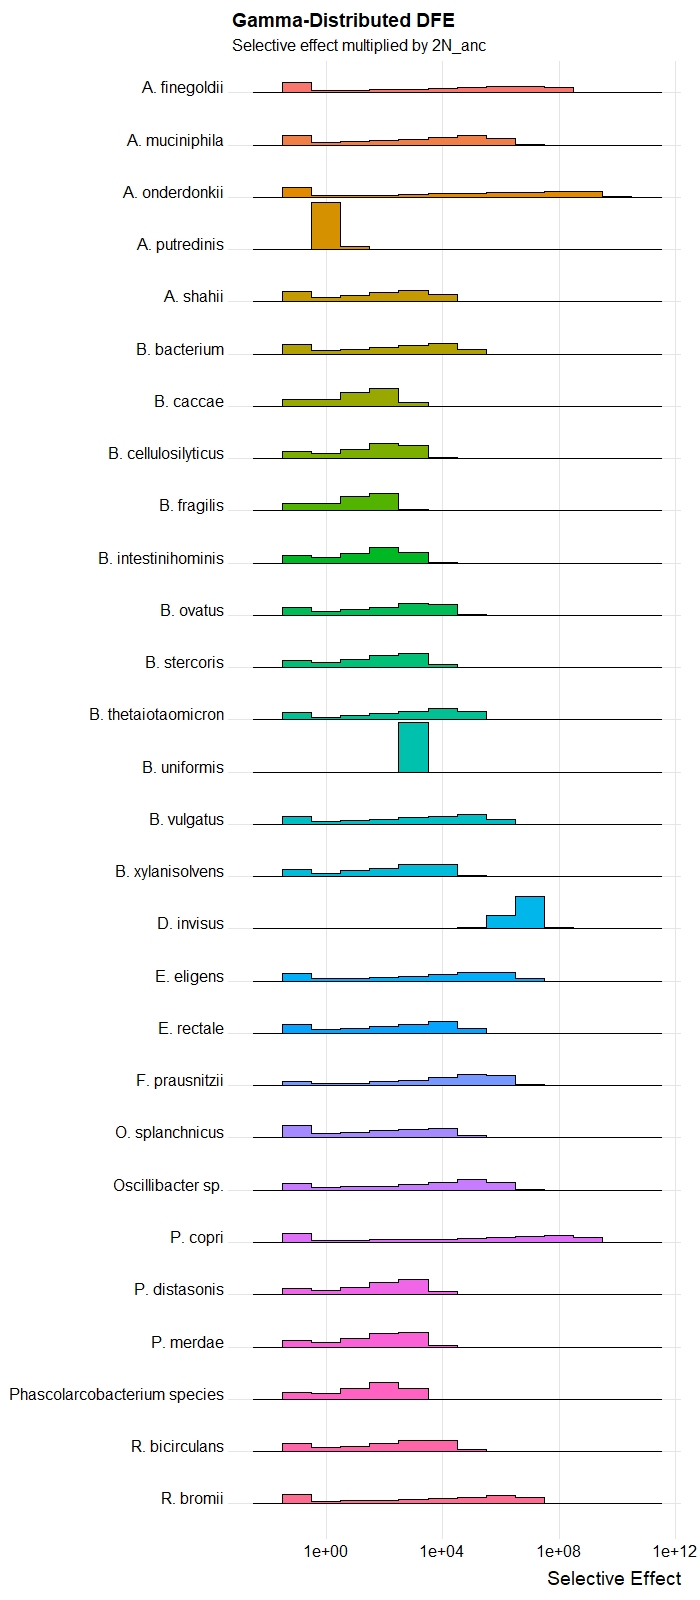 Gamma-Distributed DFE
Selective effect multiplied by 2N_anc
A. finegoldii
A. muciniphila
A. onderdonkii
A. putredinis
A. shahii
B. bacterium
B. caccae
B. cellulosilyticus
B. fragilis
B. intestinihominis
B. ovatus
B. stercoris
B. thetaiotaomicron
B. uniformis
B. vulgatus
B. xylanisolvens
D. invisus
E. eligens
E. rectale
F. prausnitzii
O. splanchnicus
Oscillibacter sp.
P. copri
P. distasonis
P. merdae
Phascolarcobacterium species
R. bicirculans
R. bromii
1e+00 1e+04 1e+08 1e+12
Selective Effect